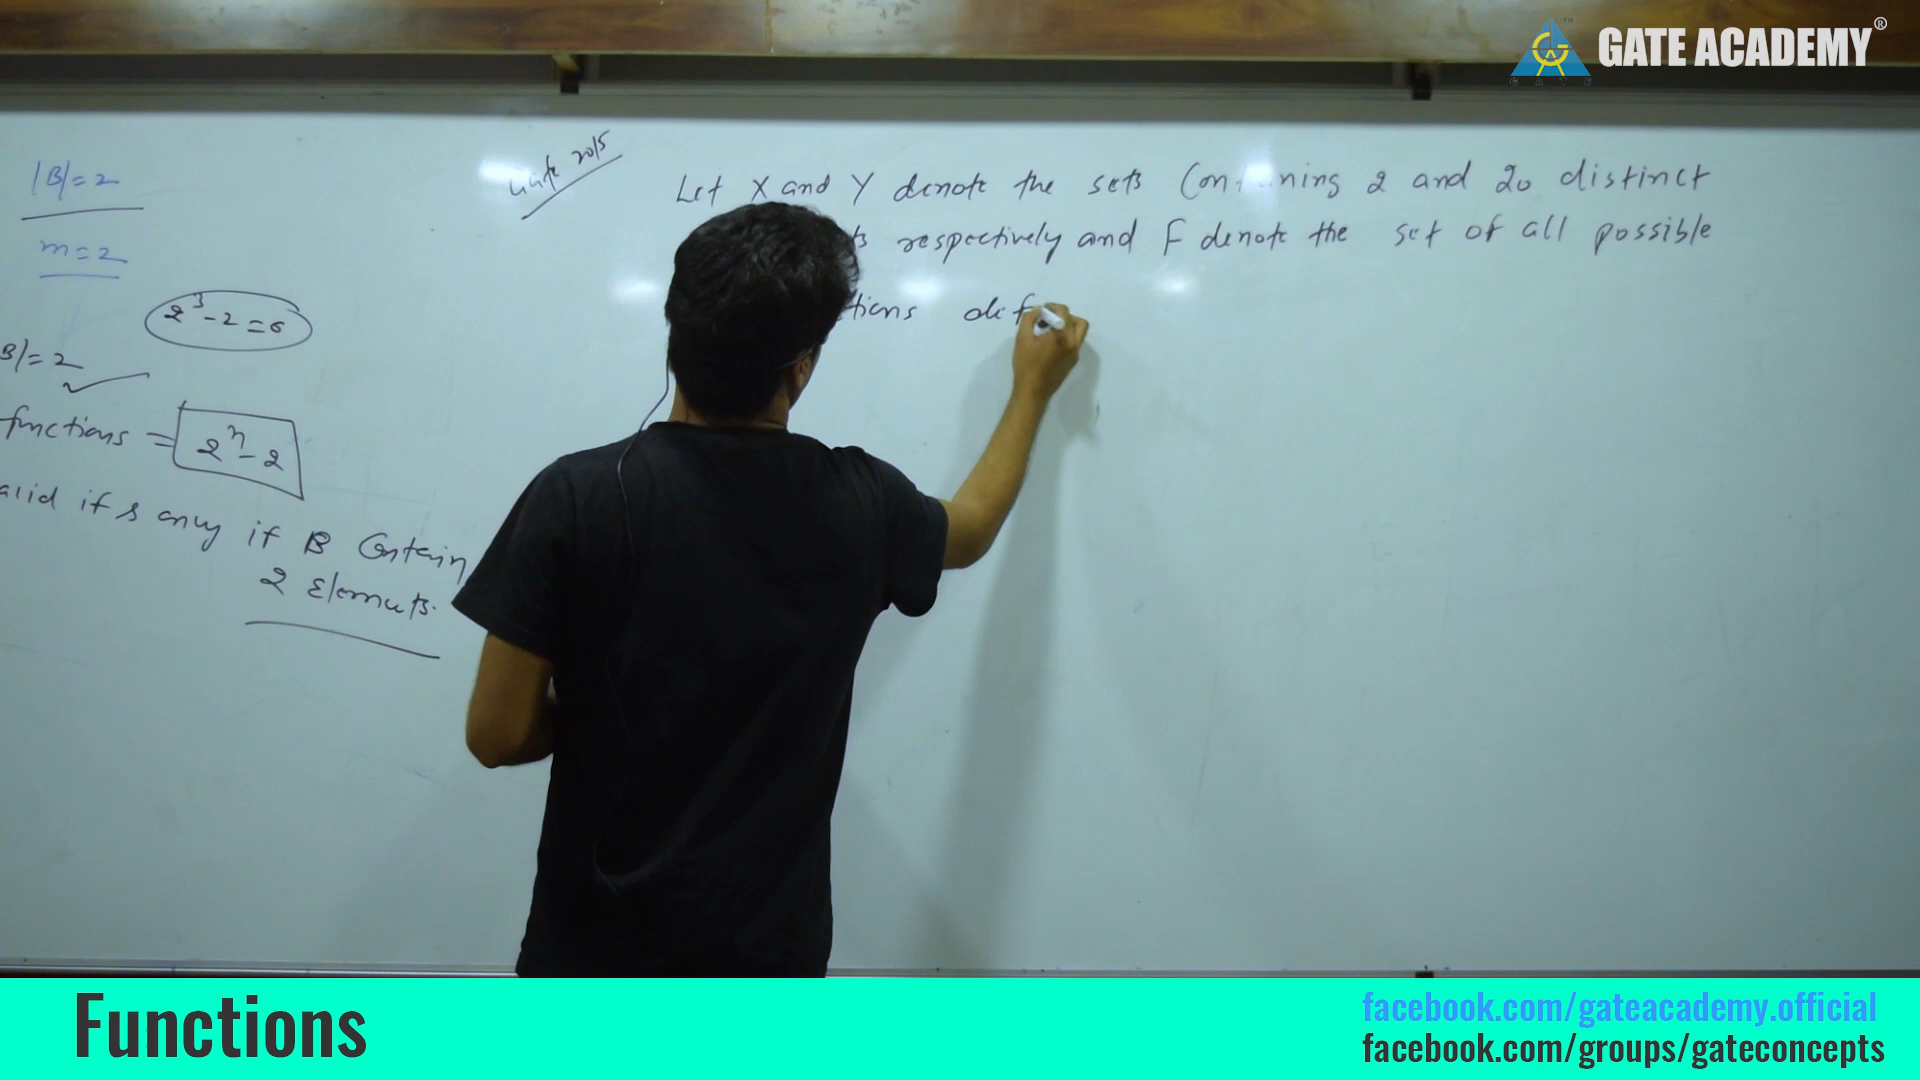 GATE ACADEMY®
|B|=2
m=2
2³-2=6
B|=2
functions = 2ⁿ-2
alid if & only if B Contain
2 Elements.
Gate 2015
Let X and Y denote the sets Containing 2 and 20 distinct
ts respectively and F denote the set of all possible
tions def
Functions
facebook.com/gateacademy.official
facebook.com/groups/gateconcepts